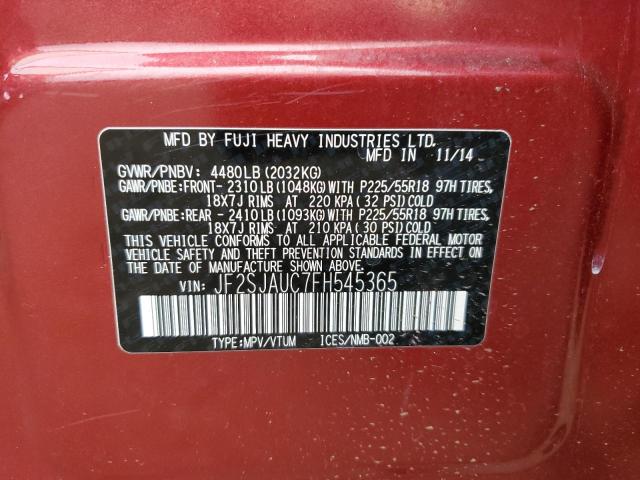 MFD BY FUJI HEAVY INDUSTRIES LTD.
MFD IN 11/14
GVWR/PNBV: 4480LB(2032KG)
GAWR/PNBE:FRONT- 2310LB(1048KG)WITH P225/55R18 97H TIRES,
18X7J RIMS AT 220 KPA(32 PSI)COLD
GAWR/PNBE:REAR -2410LB(1093KG)WITH P225/55R18 97H TIRES,
18X7J RIMS AT 210 KPA(30 PSI)COLD
THIS VEHICLE CONFORMS TO ALL APPLICABLE FEDERAL MOTOR
VEHICLE SAFETY AND THEFT PREVENTION STANDARDS IN EFFECT ON
THE DATE OF MANUFACTURE SHOWN ABOVE.
VIN: JF2SJAUC7FH545365
TYPE:MPV/VTUM ICES/NMB-002